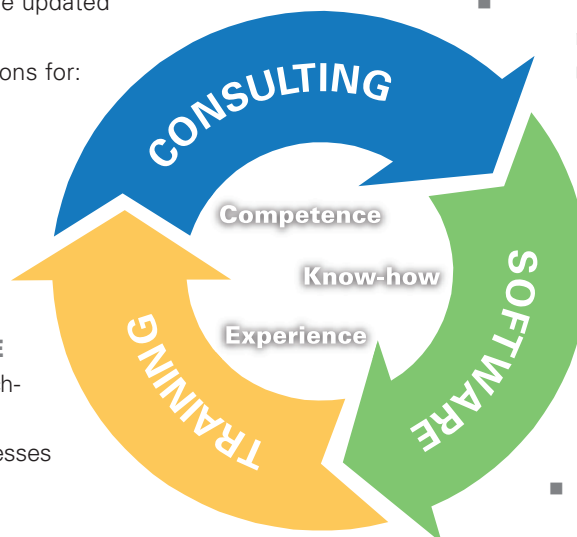 updated
ons for:
CONSULTING
Competence
Know-how
Experience
SOFTWARE
TRAINING
E
h-
esses